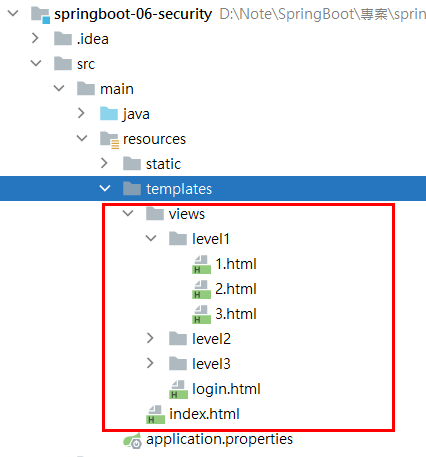 springboot-06-security D:\Note\SpringBoot\專案\sprin
.idea
src
main
java
resources
static
templates
views
level1
1.html
2.html
3.html
level2
level3
login.html
index.html
application.properties